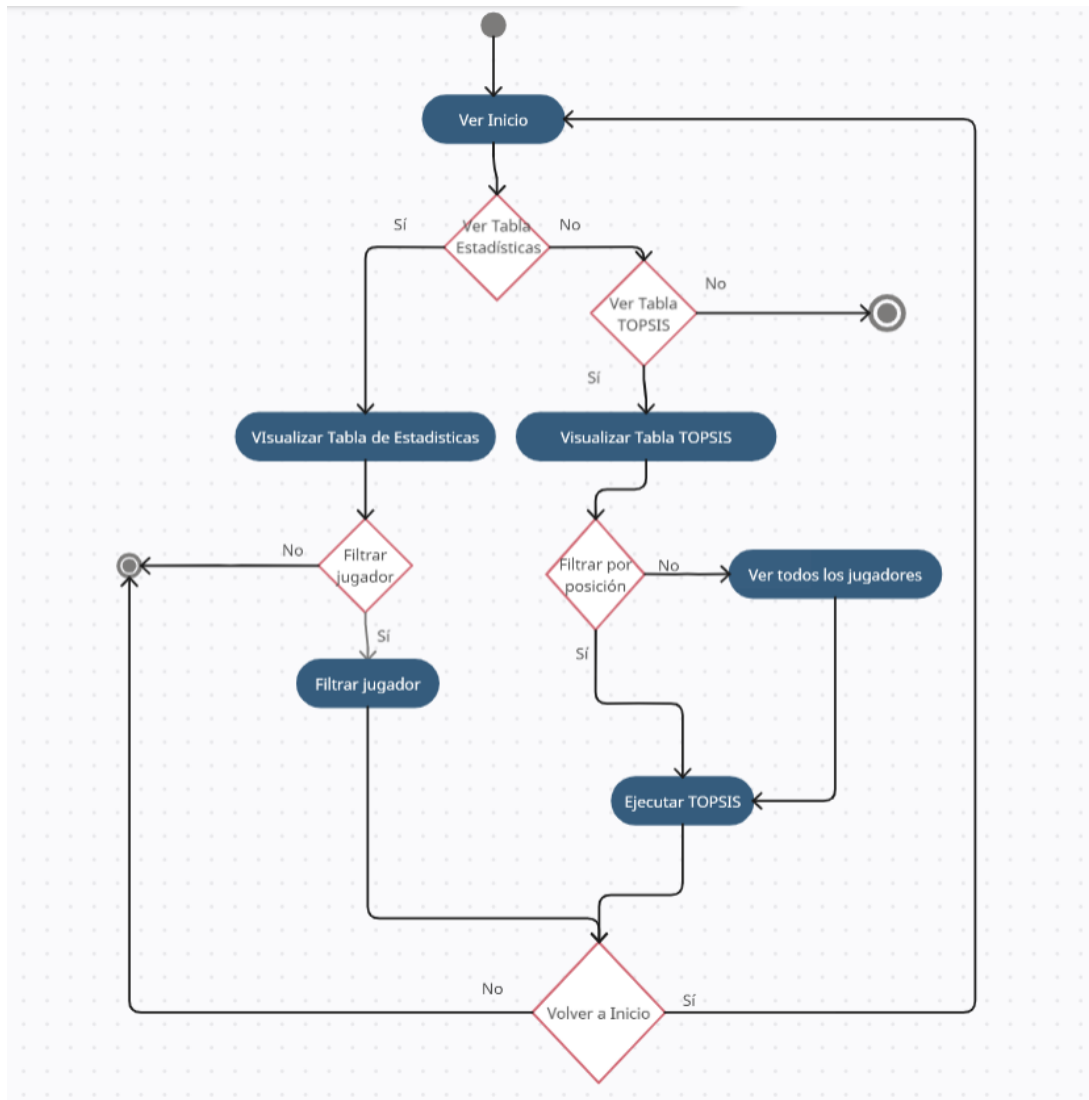 Ver Inicio
Sí
Ver Tabla
Estadísticas
No
Ver Tabla
TOPSIS
No
Sí
VIsualizar Tabla de Estadisticas
Visualizar Tabla TOPSIS
No
Filtrar
jugador
Filtrar por
posición
No
Ver todos los jugadores
Sí
Sí
Filtrar jugador
Ejecutar TOPSIS
No
Volver a Inicio
Sí